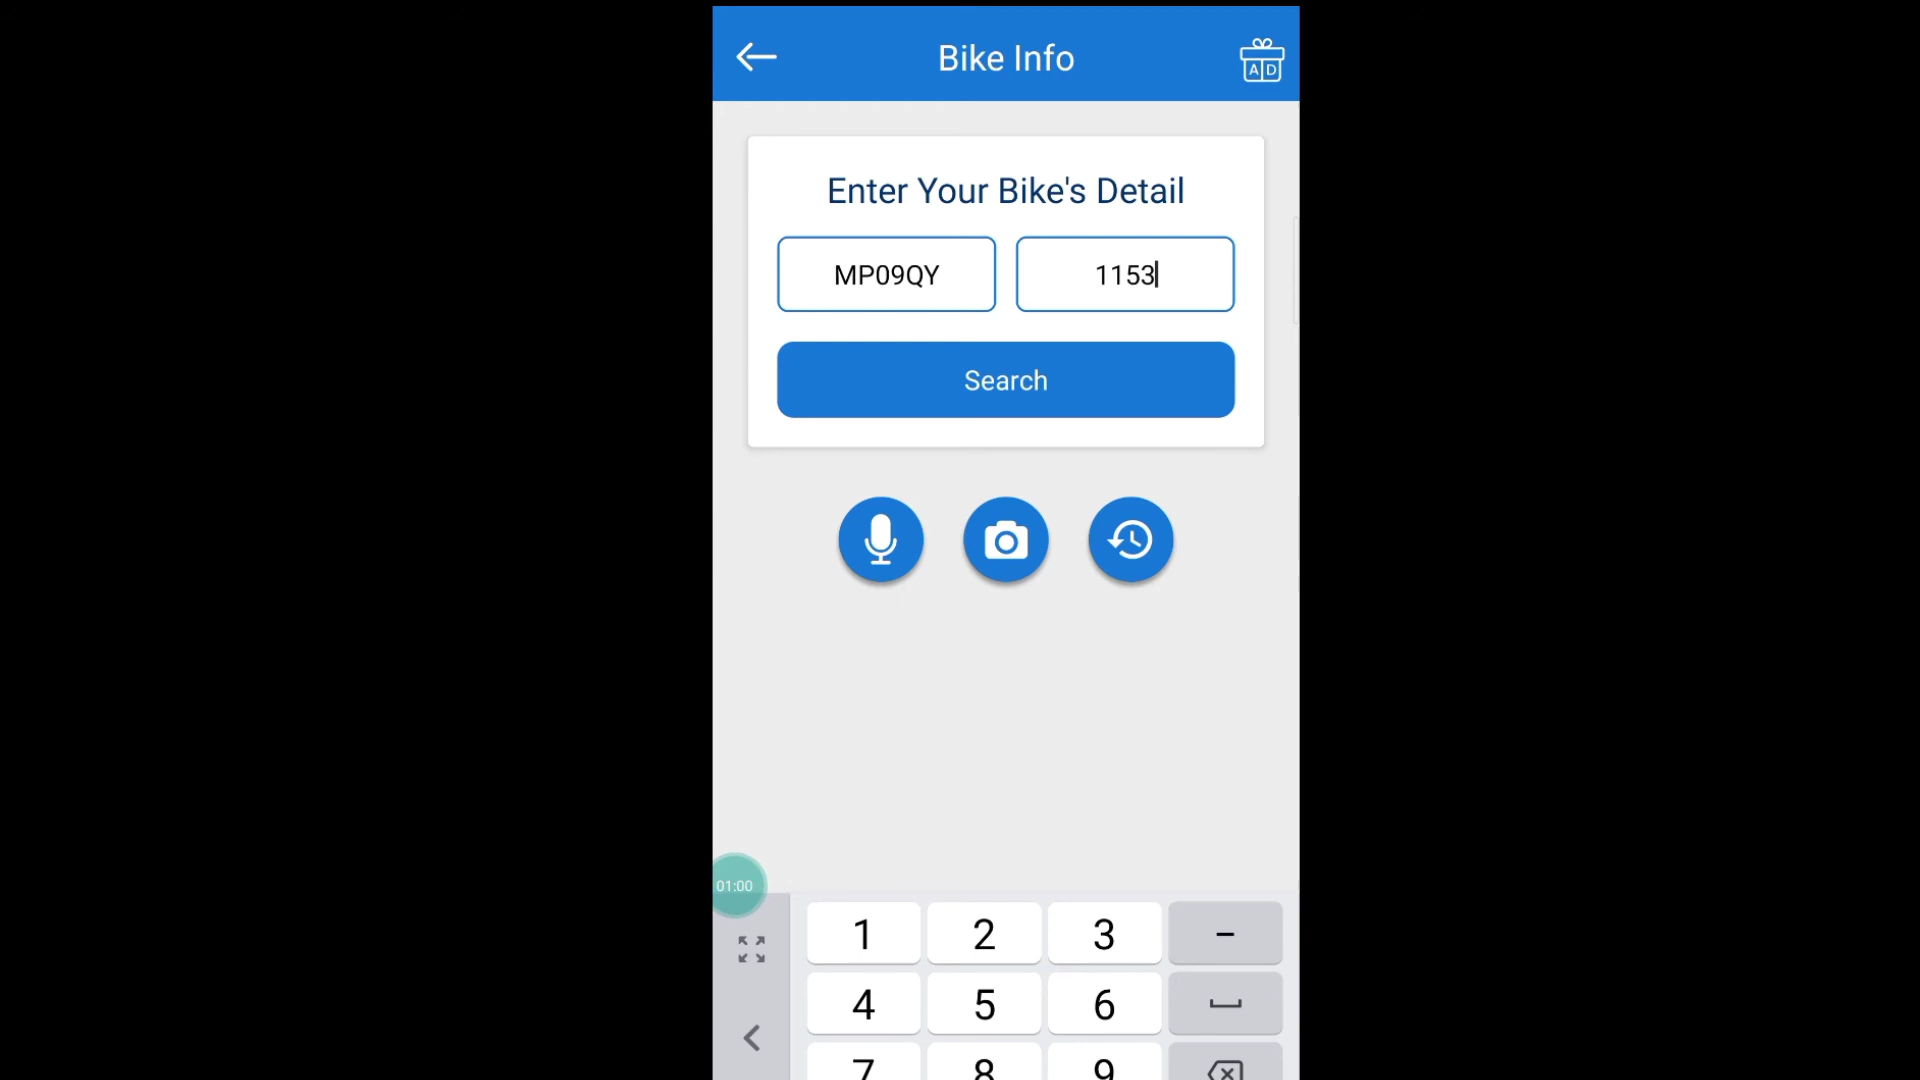 Bike Info
AD
Enter Your Bike's Detail
MP09QY 1153
Search
01:00
1 2 3 -
4 5 6
7 8 9